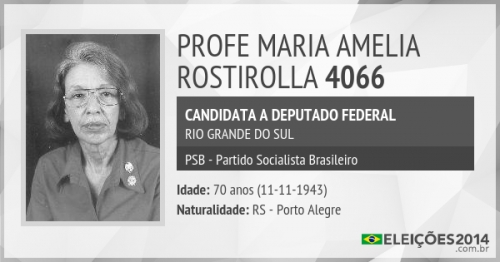 PROFE MARIA AMELIA
ROSTIROLLA 4066
CANDIDATA A DEPUTADO FEDERAL
RIO GRANDE DO SUL
PSB - Partido Socialista Brasileiro
Idade: 70 anos (11-11-1943)
Naturalidade: RS - Porto Alegre
ELEIÇÕES2014
.com.br